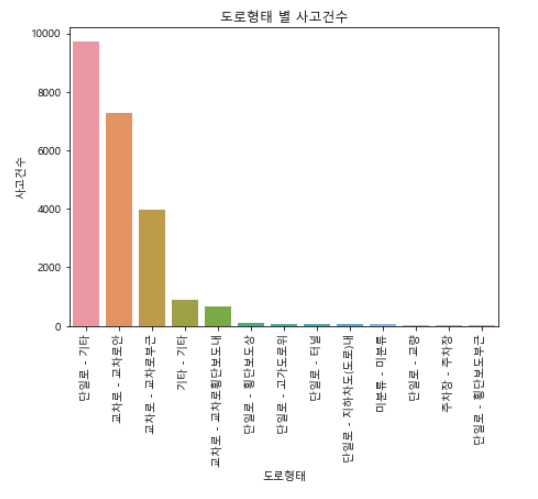 도로형태 별 사고건수
10000
8000
6000
4000
2000
0
사고건수
단일로 - 기타
교차로 - 교차로안
교차로 - 교차로부근
기타 - 기타
교차로 - 교차로횡단보도내
단일로 - 횡단보도상
단일로 - 고가도로위
단일로 - 터널
단일로 - 지하차도(도로)내
미분류 - 미분류
단일로 - 교량
주차장 - 주차장
단일로 - 횡단보도부근
도로형태